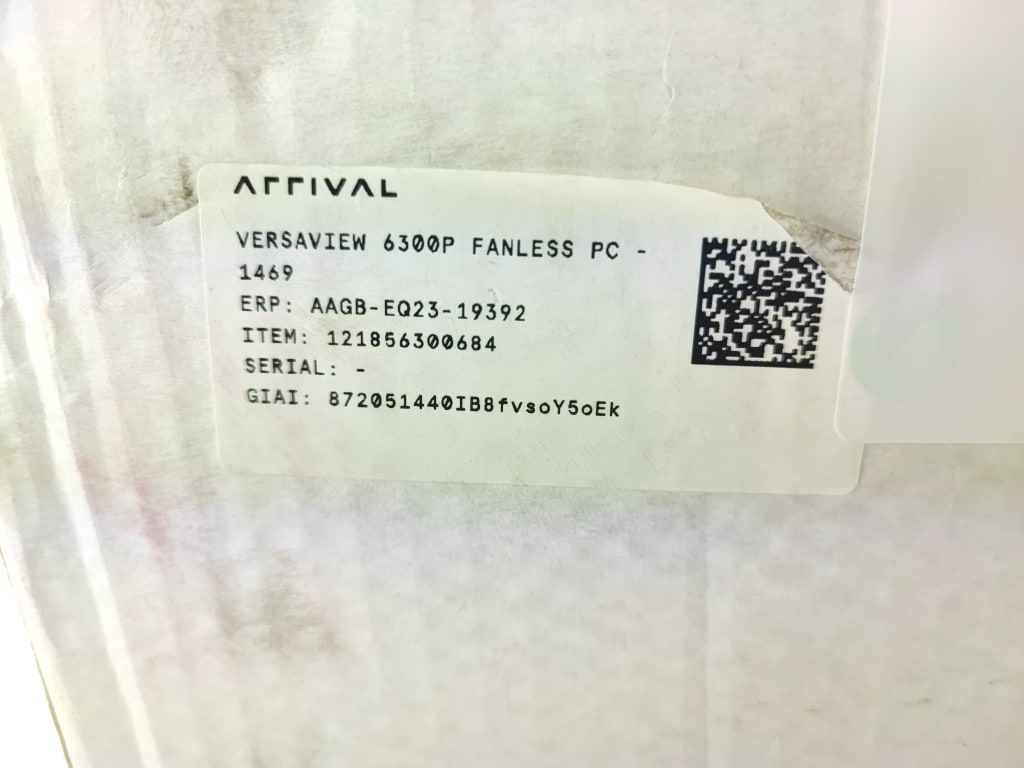 ARRIVAL
VERSAVIEW 6300P FANLESS PC -
1469
ERP: AAGB-EQ23-19392
ITEM: 121856300684
SERIAL: -
GIAI: 872051440IB8fvsoY5oEk